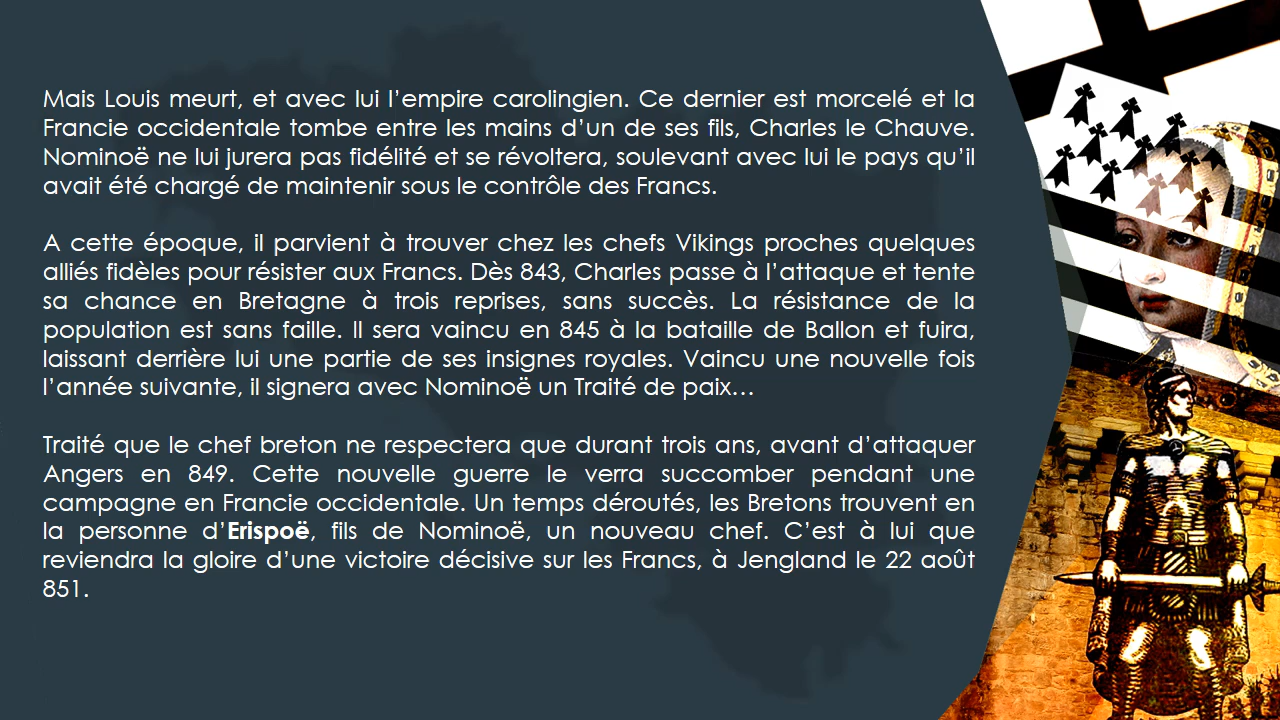 Mais Louis meurt, et avec lui l’empire carolingien. Ce dernier est morcelé et la
Francie occidentale tombe entre les mains d’un de ses fils, Charles le Chauve.
Nominoë ne lui jurera pas fidélité et se révoltera, soulevant avec lui le pays qu’il
avait été chargé de maintenir sous le contrôle des Francs.
A cette époque, il parvient à trouver chez les chefs Vikings proches quelques
alliés fidèles pour résister aux Francs. Dès 843, Charles passe à l’attaque et tente
sa chance en Bretagne à trois reprises, sans succès. La résistance de la
population est sans faille. Il sera vaincu en 845 à la bataille de Ballon et fuira,
laissant derrière lui une partie de ses insignes royales. Vaincu une nouvelle fois
l’année suivante, il signera avec Nominoë un Traité de paix…
Traité que le chef breton ne respectera que durant trois ans, avant d’attaquer
Angers en 849. Cette nouvelle guerre le verra succomber pendant une
campagne en Francie occidentale. Un temps déroutés, les Bretons trouvent en
la personne d’Erispoë, fils de Nominoë, un nouveau chef. C’est à lui que
reviendra la gloire d’une victoire décisive sur les Francs, à Jengland le 22 août
851.